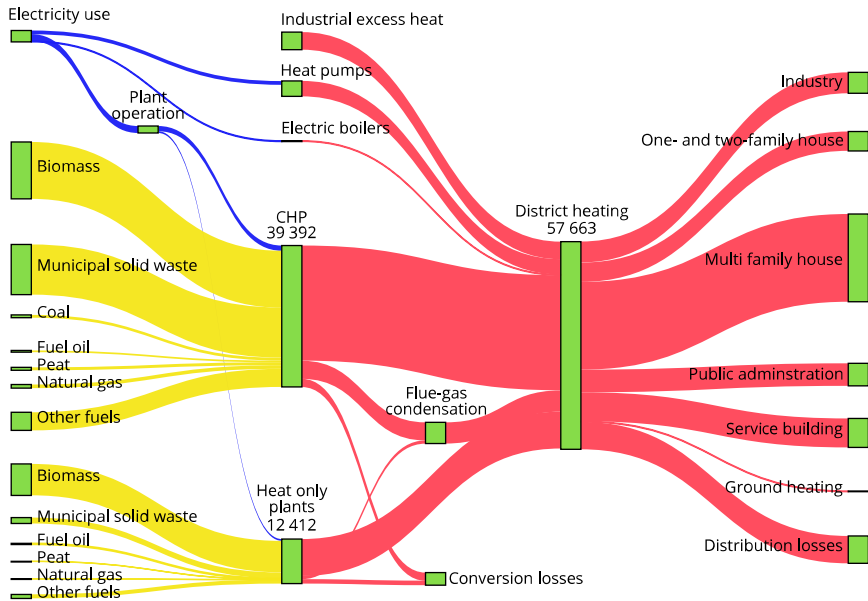 Electricity use
Plant
operation
Biomass
Municipal solid waste
Coal
Fuel oil
Peat
Natural gas
Other fuels
Biomass
Municipal solid waste
Fuel oil
Peat
Natural gas
Other fuels
Industrial excess heat
Heat pumps
Electric boilers
CHP
39 392
Heat only
plants
12 412
Flue-gas
condensation
Conversion losses
District heating
57 663
Industry
One- and two-family house
Multi family house
Public adminstration
Service building
Ground heating
Distribution losses